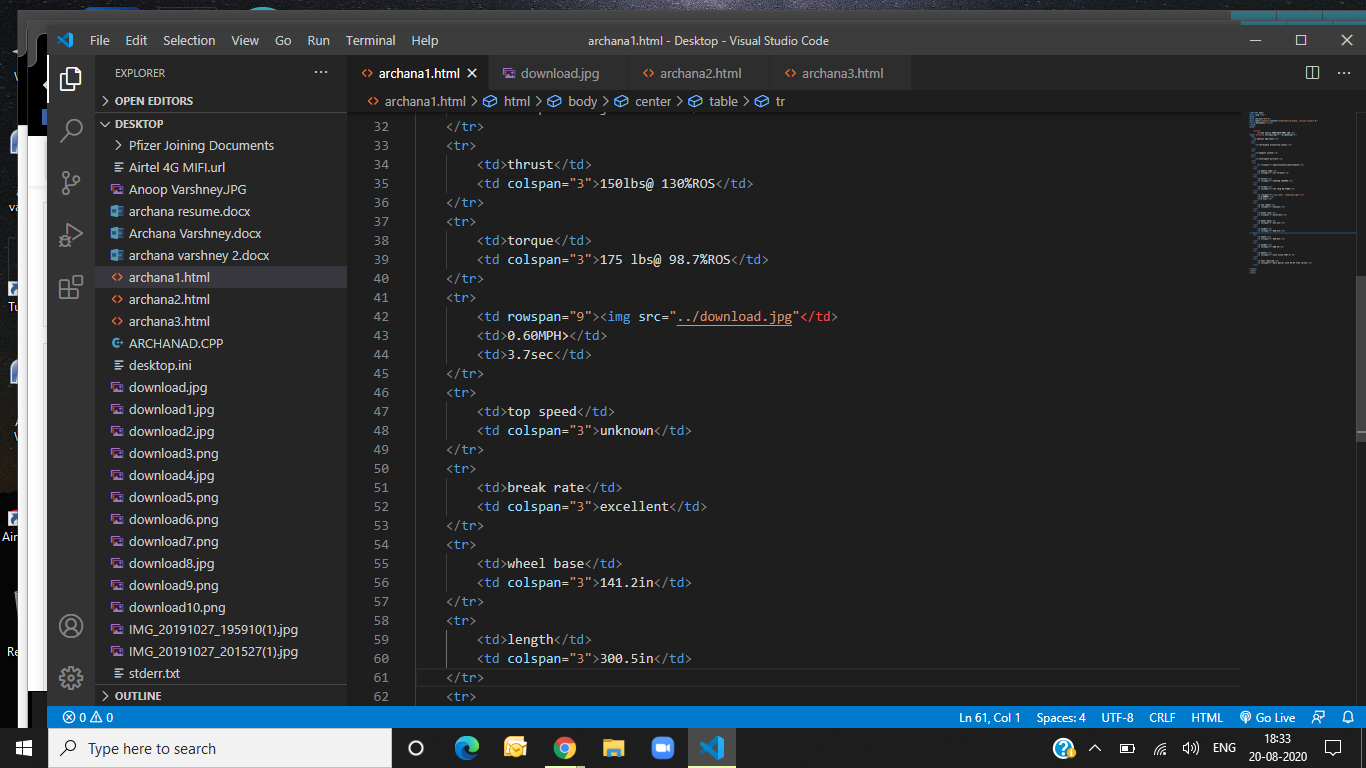 File Edit Selection View Go Run Terminal Help archana1.html - Desktop - Visual Studio Code
EXPLORER ···
OPEN EDITORS
DESKTOP
Pfizer Joining Documents
Airtel 4G MIFI.url
Anoop Varshney.JPG
archana resume.docx
Archana Varshney.docx
archana varshney 2.docx
archana1.html
archana2.html
archana3.html
ARCHANAD.CPP
desktop.ini
download.jpg
download1.jpg
download2.jpg
download3.png
download4.jpg
download5.png
download6.png
download7.png
download8.jpg
download9.png
download10.png
IMG_20191027_195910(1).jpg
IMG_20191027_201527(1).jpg
stderr.txt
OUTLINE
archana1.html download.jpg archana2.html archana3.html ···
archana1.html > html > body > center > table > tr
32 </tr>
33 <tr>
34 <td>thrust</td>
35 <td colspan="3">150lbs@ 130%ROS</td>
36 </tr>
37 <tr>
38 <td>torque</td>
39 <td colspan="3">175 lbs@ 98.7%ROS</td>
40 </tr>
41 <tr>
42 <td rowspan="9"><img src="../download.jpg"</td>
43 <td>0.60MPH></td>
44 <td>3.7sec</td>
45 </tr>
46 <tr>
47 <td>top speed</td>
48 <td colspan="3">unknown</td>
49 </tr>
50 <tr>
51 <td>break rate</td>
52 <td colspan="3">excellent</td>
53 </tr>
54 <tr>
55 <td>wheel base</td>
56 <td colspan="3">141.2in</td>
57 </tr>
58 <tr>
59 <td>length</td>
60 <td colspan="3">300.5in</td>
61 </tr>
62 <tr>
0 0 Ln 61, Col 1 Spaces: 4 UTF-8 CRLF HTML Go Live
Type here to search
ENG
18:33
20-08-2020